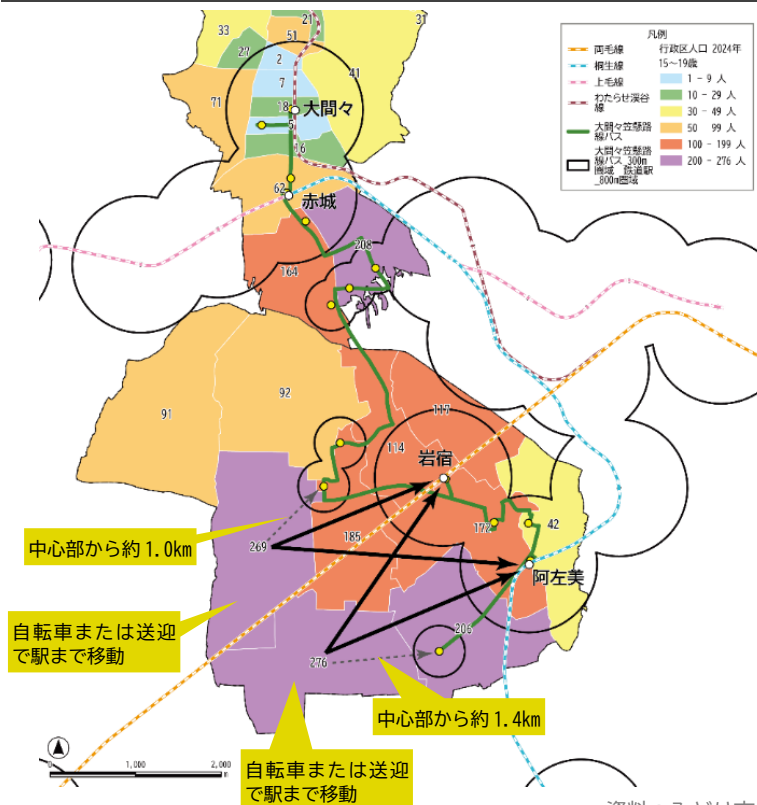 33
21
31
51
27
2
41
7
71
18
大間々
5
16
62
赤城
208
164
91
92
117
114
岩宿
172
42
269
185
阿左美
206
276
中心部から約1.0km
自転車または送迎
で駅まで移動
中心部から約1.4km
自転車または送迎
で駅まで移動
凡例
両毛線
桐生線
上毛線
わたらせ渓谷
線
大間々笠懸路
線バス
大間々笠懸路
線バス_300m
圏域 鉄道駅
_800m圏域
行政区人口 2024年
15~19歳
1 - 9 人
10 - 29 人
30 - 49 人
50 99 人
100 - 199 人
200 - 276 人
0 1,000 2,000
m